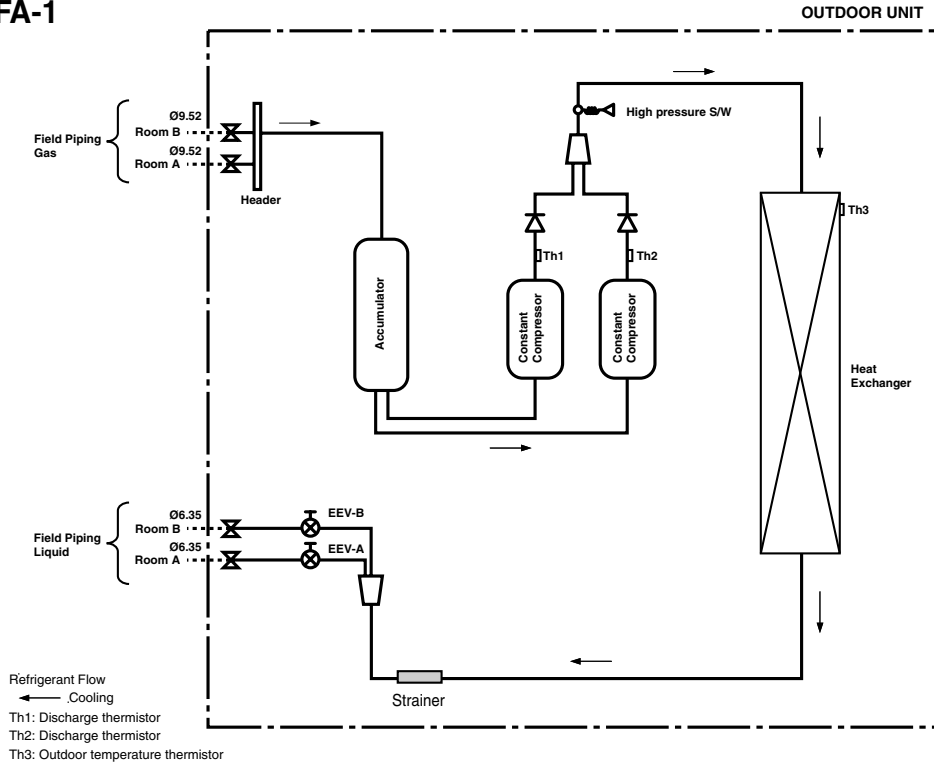 FA-1
OUTDOOR UNIT
High pressure S/W
Field Piping
Gas
Ø9.52
Room B
Ø9.52
Room A
Header
Th3
Th1
Th2
Accumulator
Constant
Compressor
Constant
Compressor
Heat
Exchanger
Field Piping
Liquid
Ø6.35
Room B
Ø6.35
Room A
EEV-B
EEV-A
Strainer
Refrigerant Flow
Cooling
Th1: Discharge thermistor
Th2: Discharge thermistor
Th3: Outdoor temperature thermistor